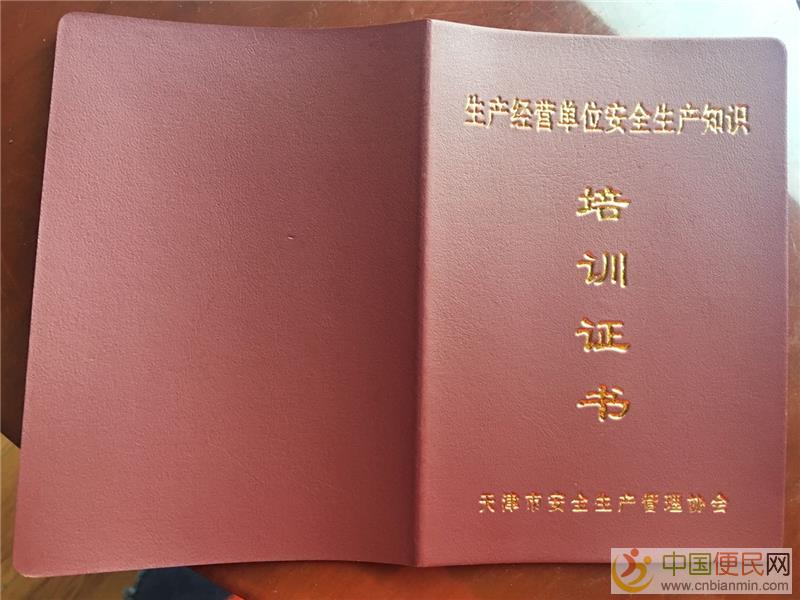 生产经营单位安全生产知识
培
训
证
书
天津市安全生产管理协会
中国便民网
www.cnbianmin.com